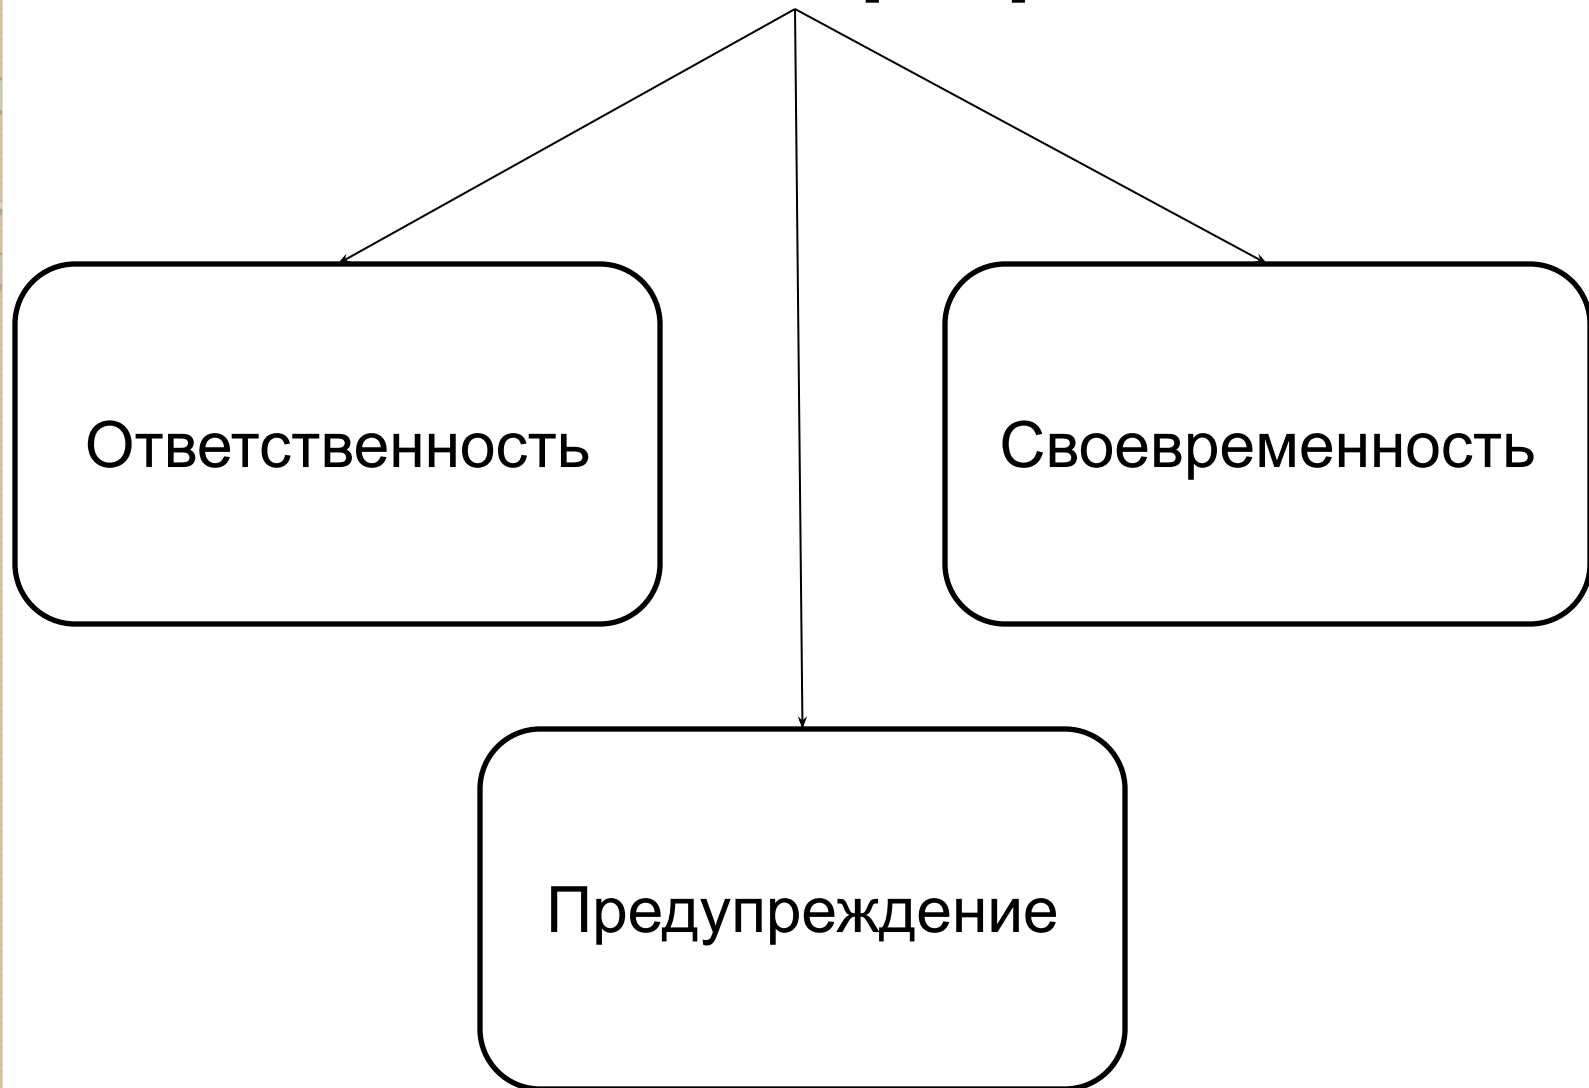 Ответственность
Своевременность
Предупреждение